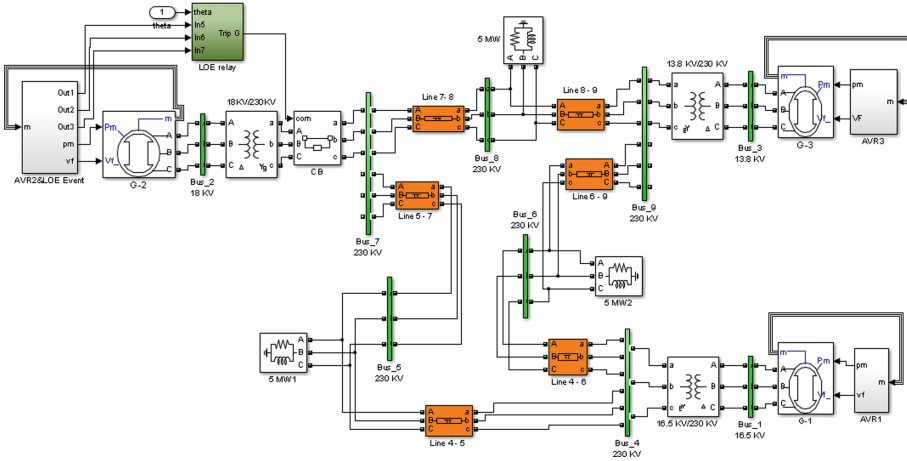 1
theta
theta
In5
In6
In7
Trip G
LOE relay
5 MW
A B C
13.8 KV/230 KV
Out1
Out2
Out3
m
pm
vf
AVR2&LOE Event
m
Pm
Vf_
A
B
C
G-2
Bus_2
18 KV
18KV/230KV
A a
B b
C c
Δ Yg
com
A a
B b
C c
CB
Line 7- 8
A a
B b
C c
Bus_8
230 KV
Line 8 - 9
A a
B b
C c
a A
b B
c C
Δ
Bus_3
13.8 KV
m
A
B
C
Pm
Vf_
G-3
pm
VF
m
AVR3
Line 5 - 7
A a
B b
C c
Bus_7
230 KV
Line 6 - 9
A a
B b
C c
Bus_9
230 KV
Bus_6
230 KV
A
B
C
5 MW2
A
B
C
5 MW1
Bus_5
230 KV
Line 4 - 6
A a
B b
C c
Line 4 - 5
A a
B b
C c
Bus_4
230 KV
a A
b B
c C
Δ
16.5 KV/230 KV
Bus_1
16.5 KV
m
A
B
C
Pm
Vf_
G-1
pm
vf
m
AVR1